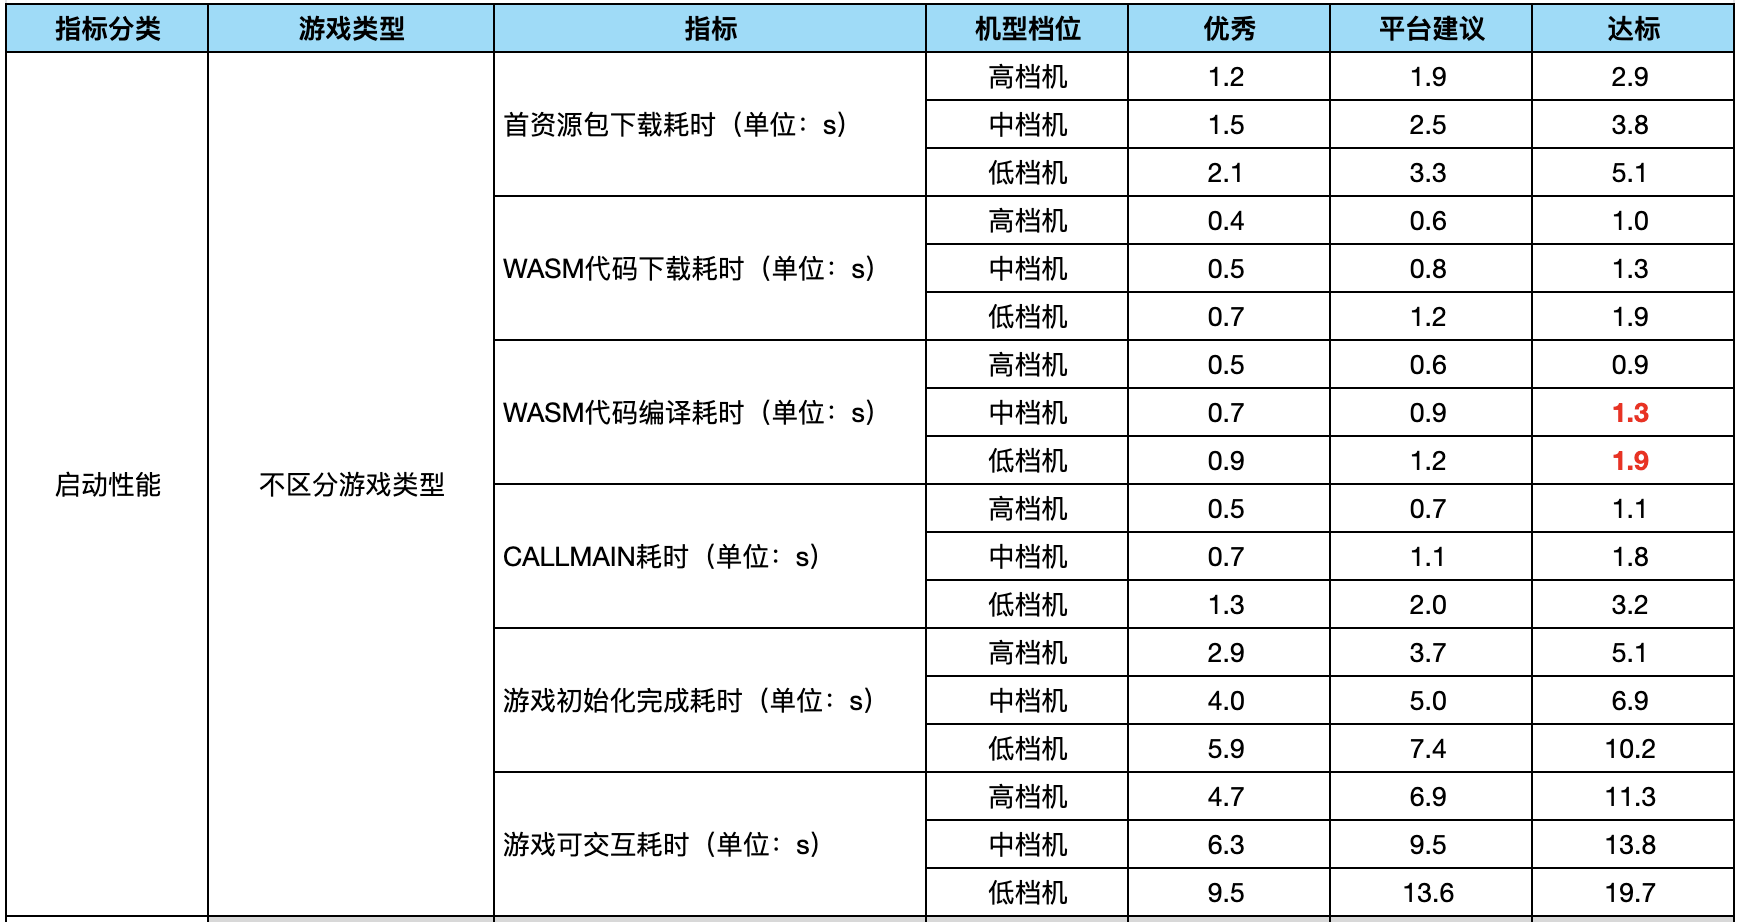 指标分类 游戏类型 指标 机型档位 优秀 平台建议 达标
启动性能 不区分游戏类型 首资源包下载耗时（单位：s） 高档机 1.2 1.9 2.9
中档机 1.5 2.5 3.8
低档机 2.1 3.3 5.1
WASM代码下载耗时（单位：s） 高档机 0.4 0.6 1.0
中档机 0.5 0.8 1.3
低档机 0.7 1.2 1.9
WASM代码编译耗时（单位：s） 高档机 0.5 0.6 0.9
中档机 0.7 0.9 1.3
低档机 0.9 1.2 1.9
CALLMAIN耗时（单位：s） 高档机 0.5 0.7 1.1
中档机 0.7 1.1 1.8
低档机 1.3 2.0 3.2
游戏初始化完成耗时（单位：s） 高档机 2.9 3.7 5.1
中档机 4.0 5.0 6.9
低档机 5.9 7.4 10.2
游戏可交互耗时（单位：s） 高档机 4.7 6.9 11.3
中档机 6.3 9.5 13.8
低档机 9.5 13.6 19.7